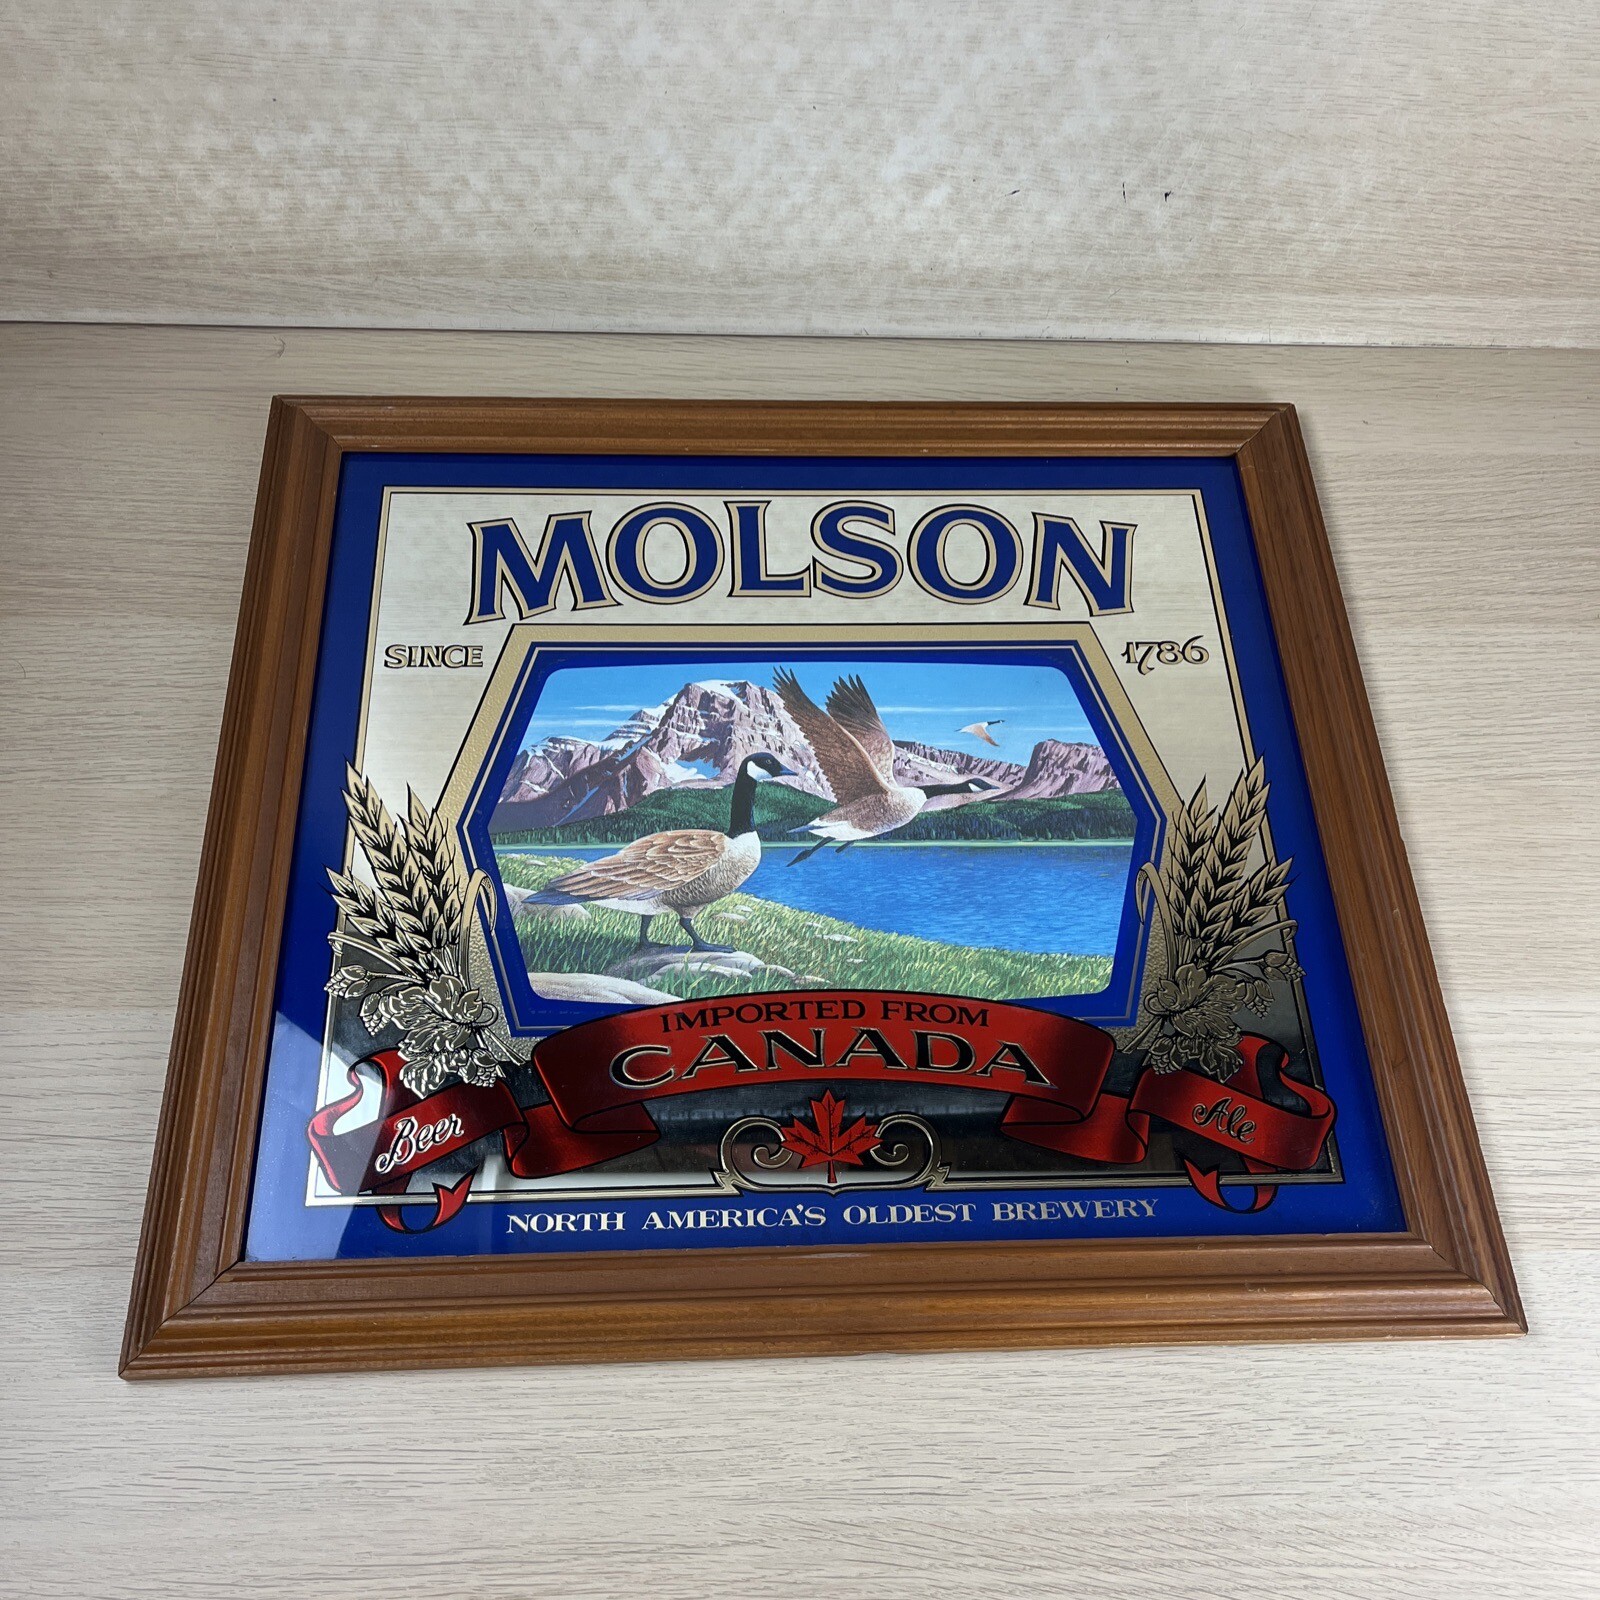 MOLSON
SINCE 1786
IMPORTED FROM
CANADA
Beer Ale
NORTH AMERICA'S OLDEST BREWERY